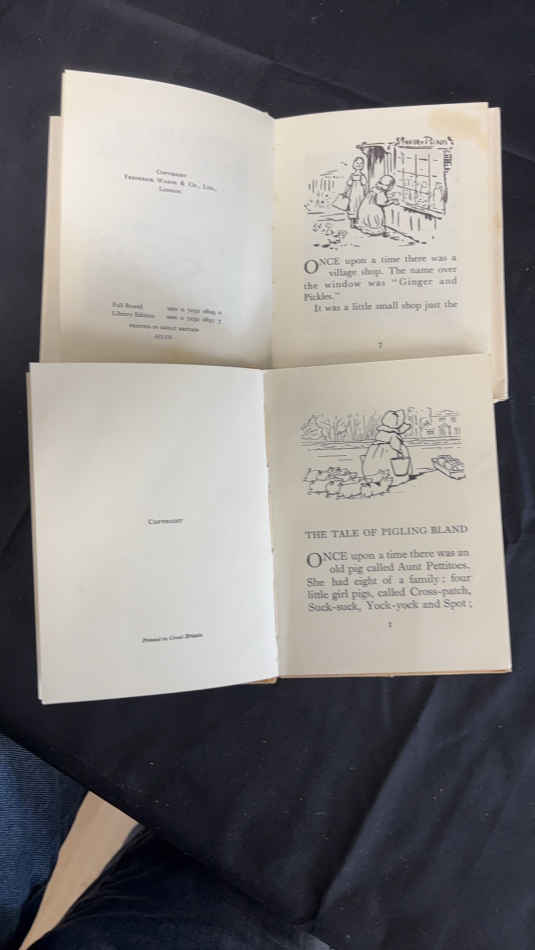 COPYRIGHT
FREDERICK WARNE & CO., LTD.,
LONDON
Full Bound
Library Edition
PRINTED IN GREAT BRITAIN
ONCE upon a time there was a
village shop. The name over
the window was "Ginger and
Pickles."
It was a little small shop just the
7
COPYRIGHT
Printed in Great Britain
THE TALE OF PIGLING BLAND
ONCE upon a time there was an
old pig called Aunt Pettitoes.
She had eight of a family: four
little girl pigs, called Cross-patch,
Suck-suck, Yock-yock and Spot;